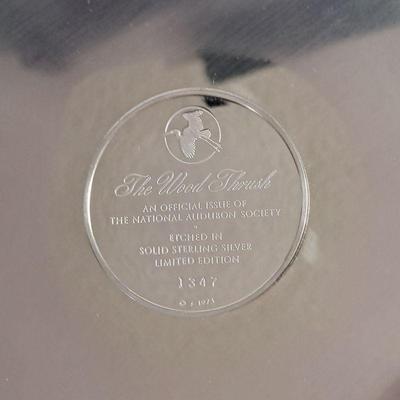 The Wood Thrush
AN OFFICIAL ISSUE OF
THE NATIONAL AUDUBON SOCIETY
ETCHED IN
SOLID STERLING SILVER
LIMITED EDITION
1347
1973